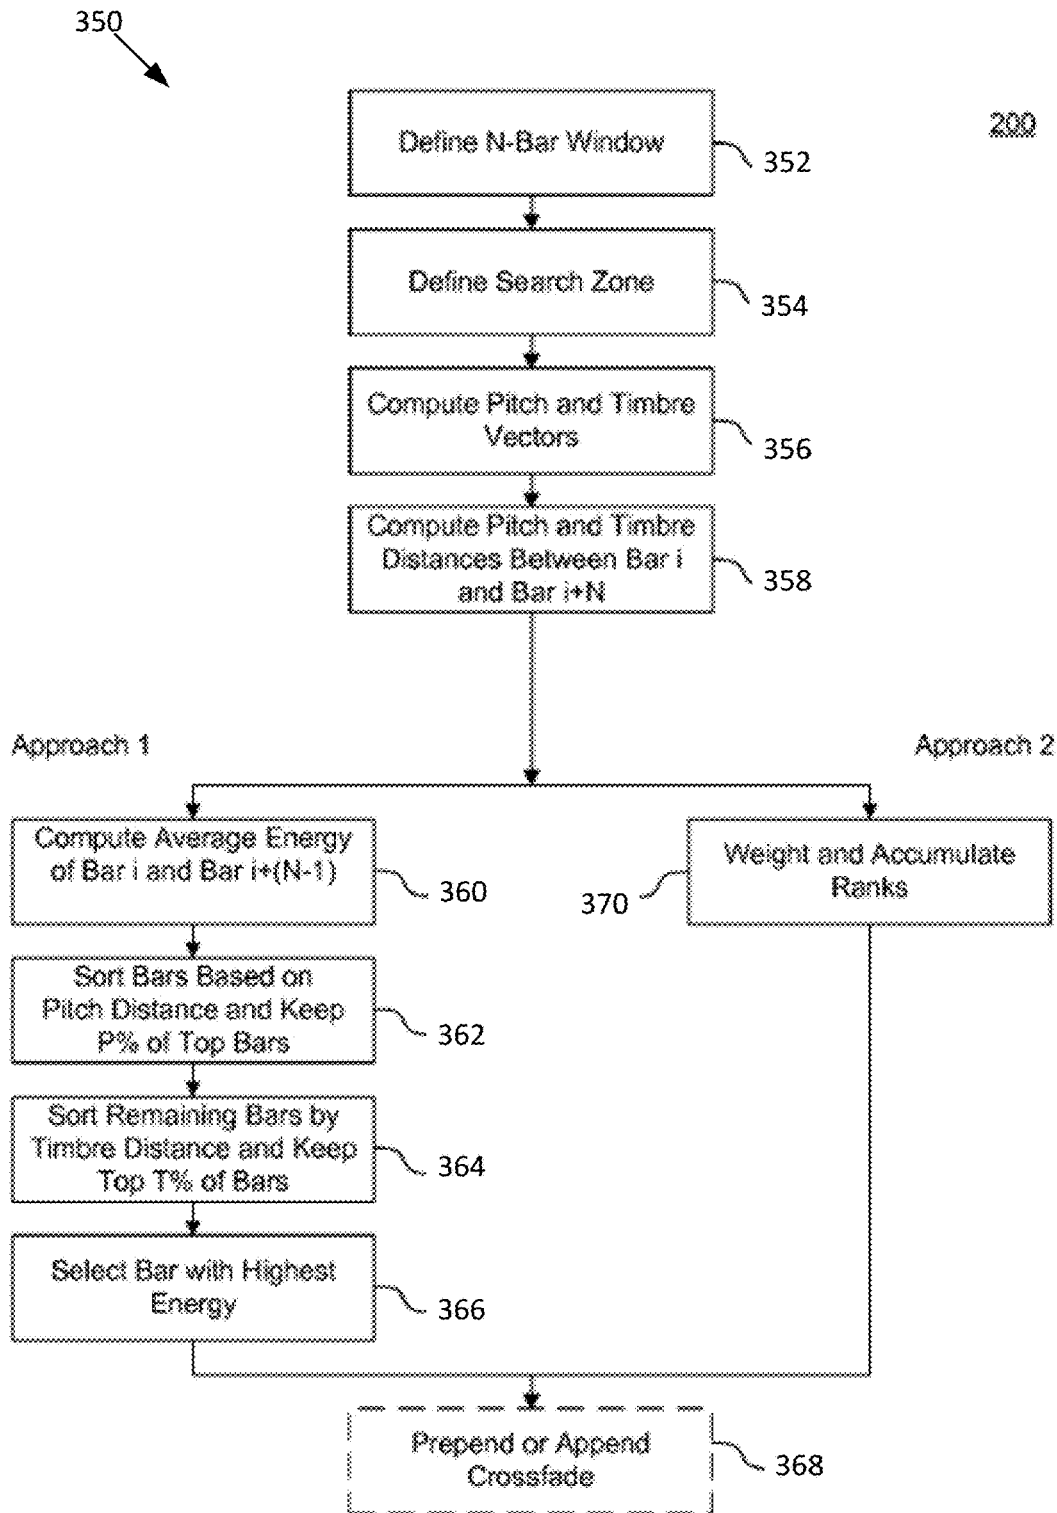 350
200
Define N-Bar Window
352
Define Search Zone
354
Compute Pitch and Timbre
Vectors
356
Compute Pitch and Timbre
Distances Between Bar i
and Bar i+N
358
Approach 1
Approach 2
Compute Average Energy
of Bar i and Bar i+(N-1)
360
370
Weight and Accumulate
Ranks
Sort Bars Based on
Pitch Distance and Keep
P% of Top Bars
362
Sort Remaining Bars by
Timbre Distance and Keep
Top T% of Bars
364
Select Bar with Highest
Energy
366
Prepend or Append
Crossfade
368